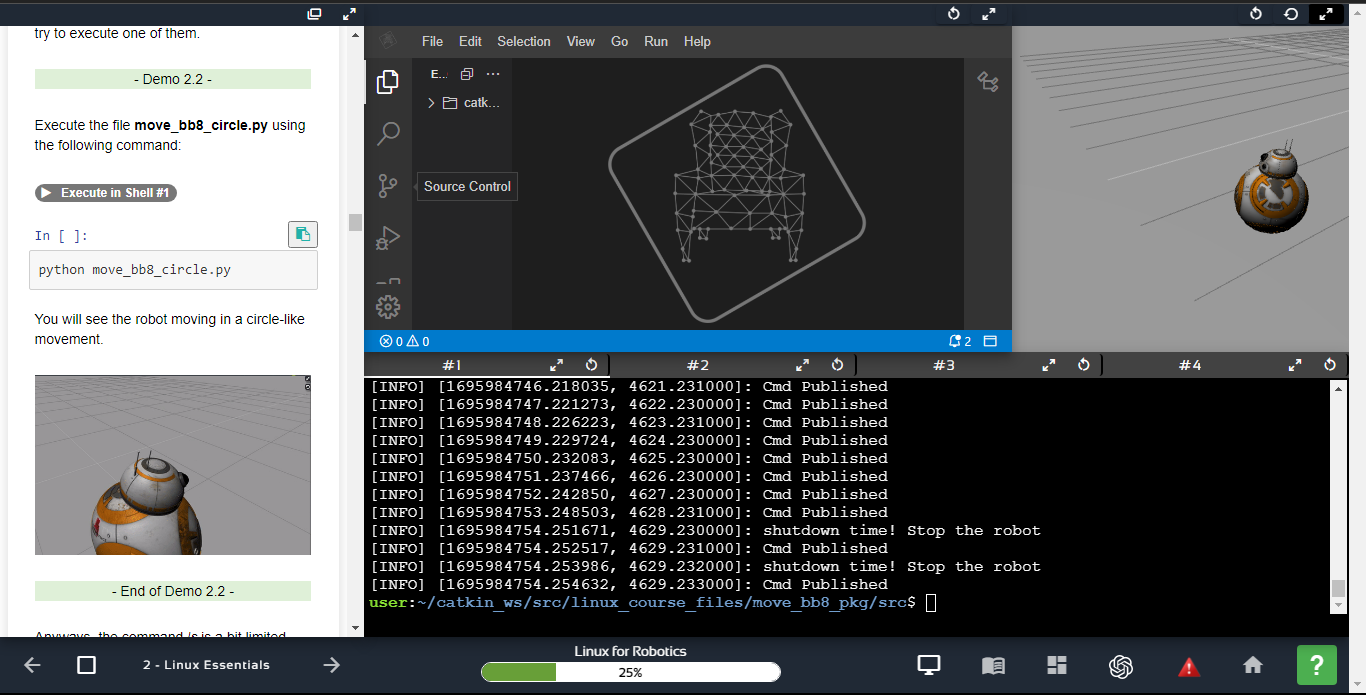 try to execute one of them.
- Demo 2.2 -
Execute the file move_bb8_circle.py using
the following command:
Execute in Shell #1
In [ ]:
python move_bb8_circle.py
You will see the robot moving in a circle-like
movement.
- End of Demo 2.2 -
Anyways, the command ls is a bit limited
File Edit Selection View Go Run Help
E...
catk...
Source Control
0 0
2
#1 #2 #3 #4
[INFO] [1695984746.218035, 4621.231000]: Cmd Published
[INFO] [1695984747.221273, 4622.230000]: Cmd Published
[INFO] [1695984748.226223, 4623.231000]: Cmd Published
[INFO] [1695984749.229724, 4624.230000]: Cmd Published
[INFO] [1695984750.232083, 4625.230000]: Cmd Published
[INFO] [1695984751.237466, 4626.230000]: Cmd Published
[INFO] [1695984752.242850, 4627.230000]: Cmd Published
[INFO] [1695984753.248503, 4628.231000]: Cmd Published
[INFO] [1695984754.251671, 4629.230000]: shutdown time! Stop the robot
[INFO] [1695984754.252517, 4629.231000]: Cmd Published
[INFO] [1695984754.253986, 4629.232000]: shutdown time! Stop the robot
[INFO] [1695984754.254632, 4629.233000]: Cmd Published
user:~/catkin_ws/src/linux_course_files/move_bb8_pkg/src$
2 - Linux Essentials
Linux for Robotics
25%
?